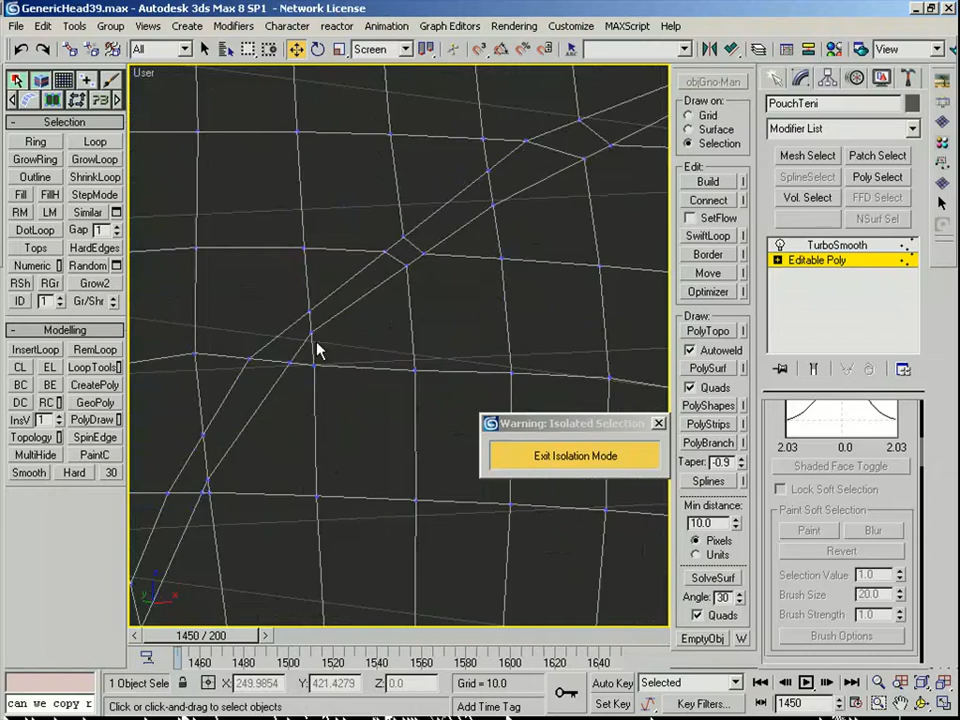 GenericHead39.max - Autodesk 3ds Max 8 SP1 - Network License
File Edit Tools Group Views Create Modifiers Character reactor Animation Graph Editors Rendering Customize MAXScript Help
All Screen View
User
Selection
Ring Loop
GrowRing GrowLoop
Outline ShrinkLoop
Fill FillH StepMode
RM LM Similar
DotLoop Gap 1
Tops HardEdges
Numeric Random
RSh RGr Grow2
ID 1 Gr/Shr
Modelling
InsertLoop RemLoop
CL EL LoopTools
BC BE CreatePoly
DC RC GeoPoly
InsV 1 PolyDraw
Topology SpinEdge
MultiHide PaintC
Smooth Hard 30
Warning: Isolated Selection
Exit Isolation Mode
objGno-Man
Draw on:
Grid
Surface
Selection
Edit:
Build
Connect
SetFlow
SwiftLoop
Border
Move
Optimizer
Draw:
PolyTopo
Autoweld
PolySurf
Quads
PolyShapes
PolyStrips
PolyBranch
Taper: -0.9
Splines
Min distance:
10.0
Pixels
Units
SolveSurf
Angle: 30
Quads
EmptyObj W
PouchTeni
Modifier List
Mesh Select Patch Select
SplineSelect Poly Select
Vol. Select FFD Select
NSurf Sel
TurboSmooth
Editable Poly
2.03 0.0 2.03
Shaded Face Toggle
Lock Soft Selection
Paint Soft Selection
Paint Blur
Revert
Selection Value 1.0
Brush Size 20.0
Brush Strength 1.0
Brush Options
1450 / 200
1460 1480 1500 1520 1540 1560 1580 1600 1620 1640
1 Object Sele X: 249.9854 Y: 421.4279 Z: 0.0 Grid = 10.0 Auto Key Selected
can we copy r Click or click-and-drag to select objects Add Time Tag Set Key Key Filters... 1450